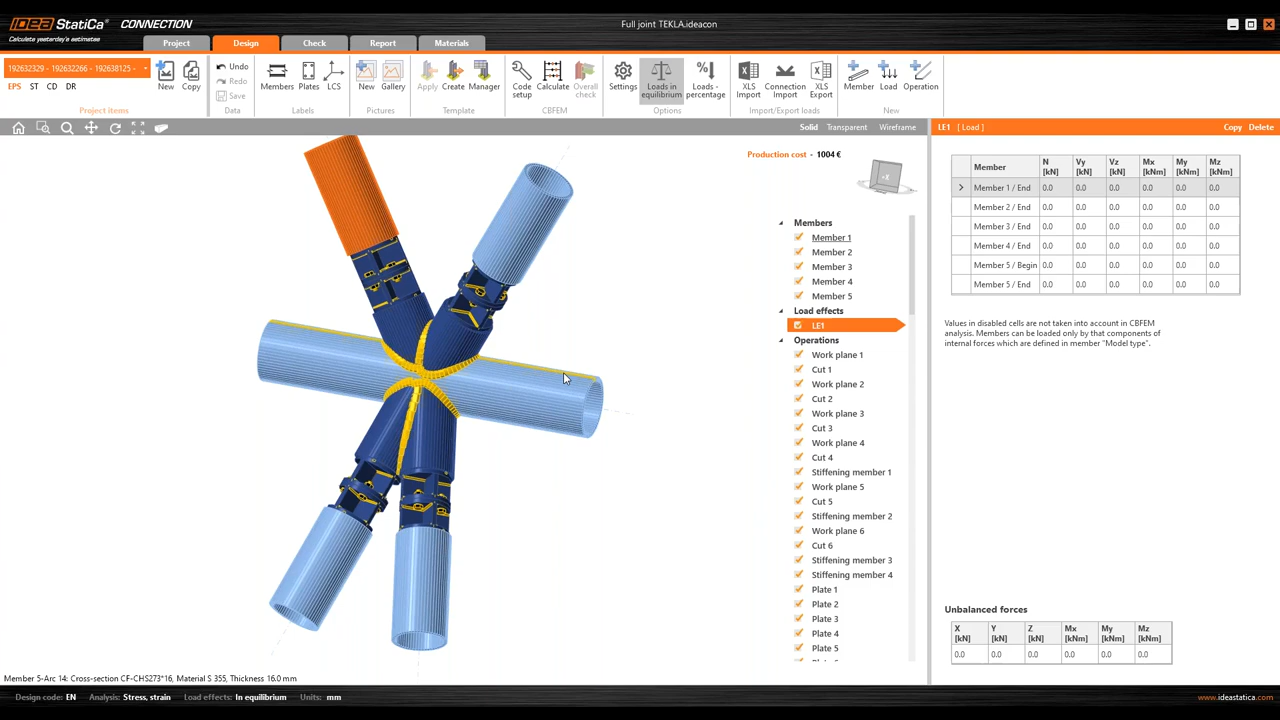 IDEA StatiCa® CONNECTION
Calculate yesterday's estimates
Full joint TEKLA.ideacon
Project Design Check Report Materials
192632329 - 192632266 - 192638125 -
EPS ST CD DR
Project items
New Copy
Undo
Redo
Save
Data
Members Plates LCS
Labels
New Gallery
Pictures
Apply Create Manager
Template
Code setup Calculate Overall check
CBFEM
Settings Loads in equilibrium Loads - percentage
Options
XLS Import Connection Import XLS Export
Import/Export loads
Member Load Operation
New
Solid Transparent Wireframe
Production cost - 1004 €
-X
Members
Member 1
Member 2
Member 3
Member 4
Member 5
Load effects
LE1
Operations
Work plane 1
Cut 1
Work plane 2
Cut 2
Work plane 3
Cut 3
Work plane 4
Cut 4
Stiffening member 1
Work plane 5
Cut 5
Stiffening member 2
Work plane 6
Cut 6
Stiffening member 3
Stiffening member 4
Plate 1
Plate 2
Plate 3
Plate 4
Plate 5
LE1 [ Load ] Copy Delete
Member N [kN] Vy [kN] Vz [kN] Mx [kNm] My [kNm] Mz [kNm]
> Member 1 / End 0.0 0.0 0.0 0.0 0.0 0.0
Member 2 / End 0.0 0.0 0.0 0.0 0.0 0.0
Member 3 / End 0.0 0.0 0.0 0.0 0.0 0.0
Member 4 / End 0.0 0.0 0.0 0.0 0.0 0.0
Member 5 / Begin 0.0 0.0 0.0 0.0 0.0 0.0
Member 5 / End 0.0 0.0 0.0 0.0 0.0 0.0
Values in disabled cells are not taken into account in CBFEM
analysis. Members can be loaded only by that components of
internal forces which are defined in member "Model type".
Unbalanced forces
X [kN] Y [kN] Z [kN] Mx [kNm] My [kNm] Mz [kNm]
0.0 0.0 0.0 0.0 0.0 0.0
Member 5-Arc 14: Cross-section CF-CHS273*16, Material S 355, Thickness 16.0 mm
Design code: EN Analysis: Stress, strain Load effects: In equilibrium Units: mm
www.ideastatica.com